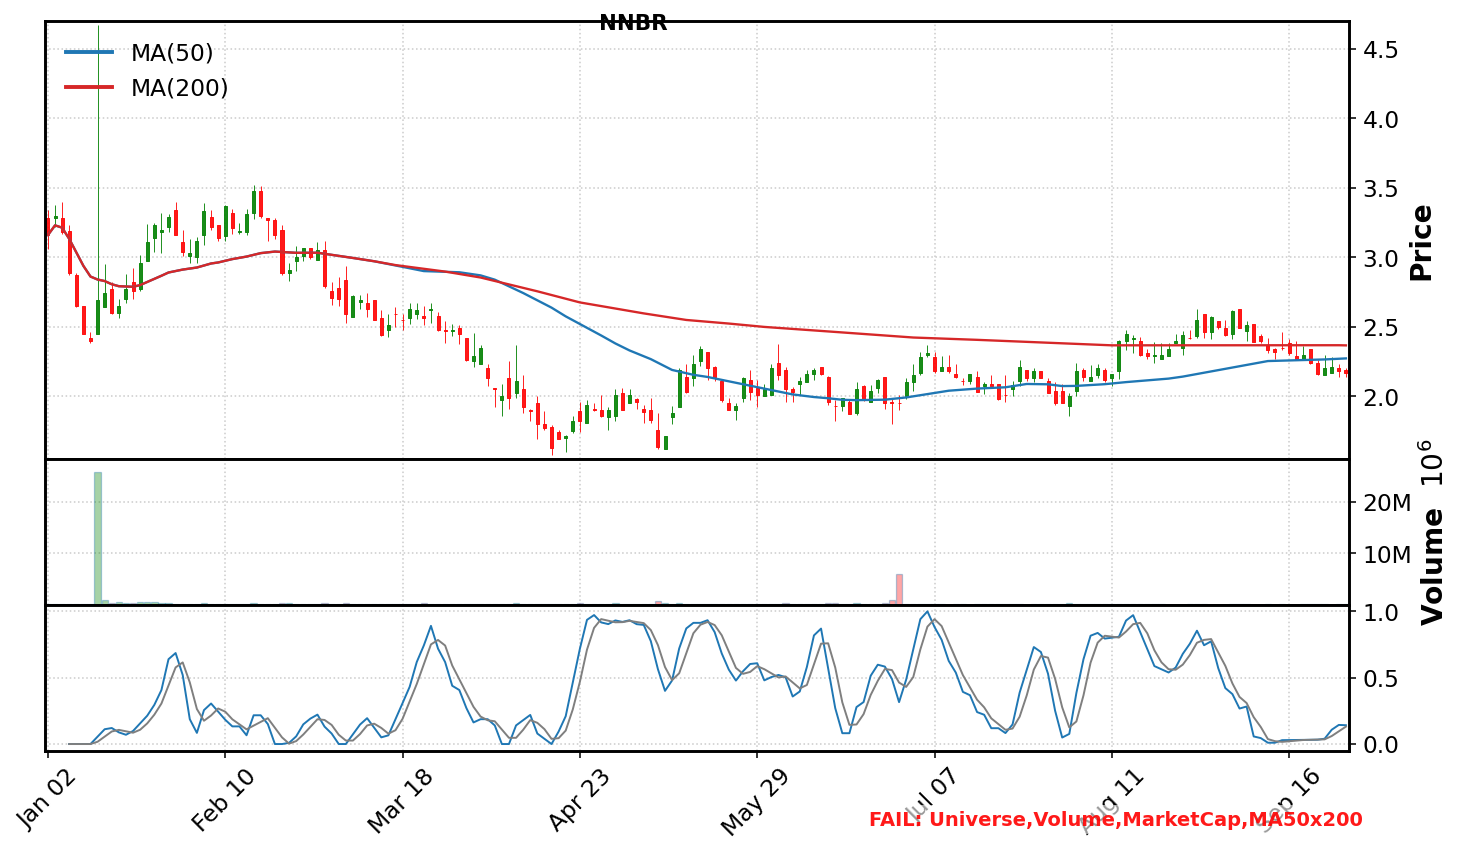 NNBR
MA(50)
MA(200)
4.5
4.0
3.5
3.0
2.5
2.0
Price
20M
10M
Volume 10^6
1.0
0.5
0.0
Jan 02
Feb 10
Mar 18
Apr 23
May 29
Jul 07
Aug 11
Sep 16
FAIL: Universe,Volume,MarketCap,MA50x200